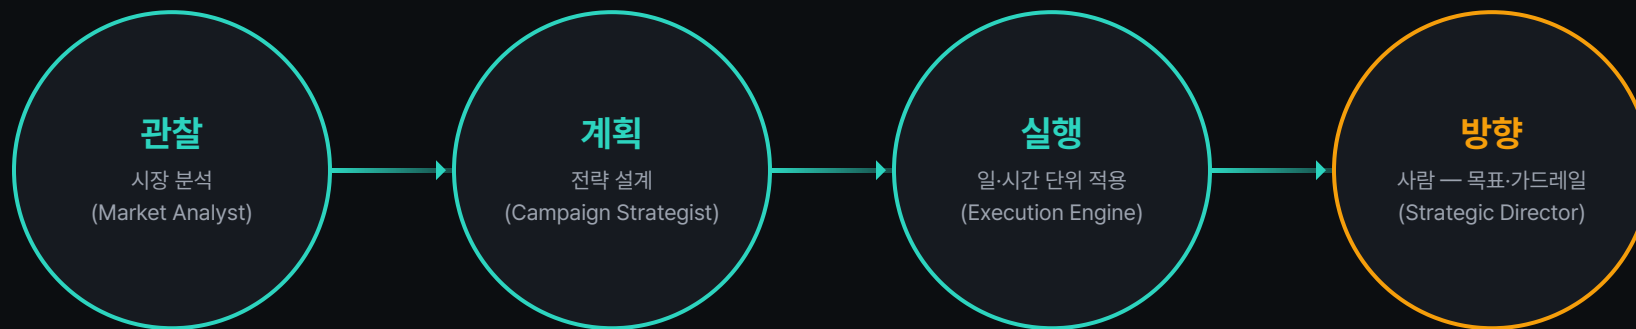 관찰
시장 분석
(Market Analyst)
계획
전략 설계
(Campaign Strategist)
실행
일·시간 단위 적용
(Execution Engine)
방향
사람 — 목표·가드레일
(Strategic Director)